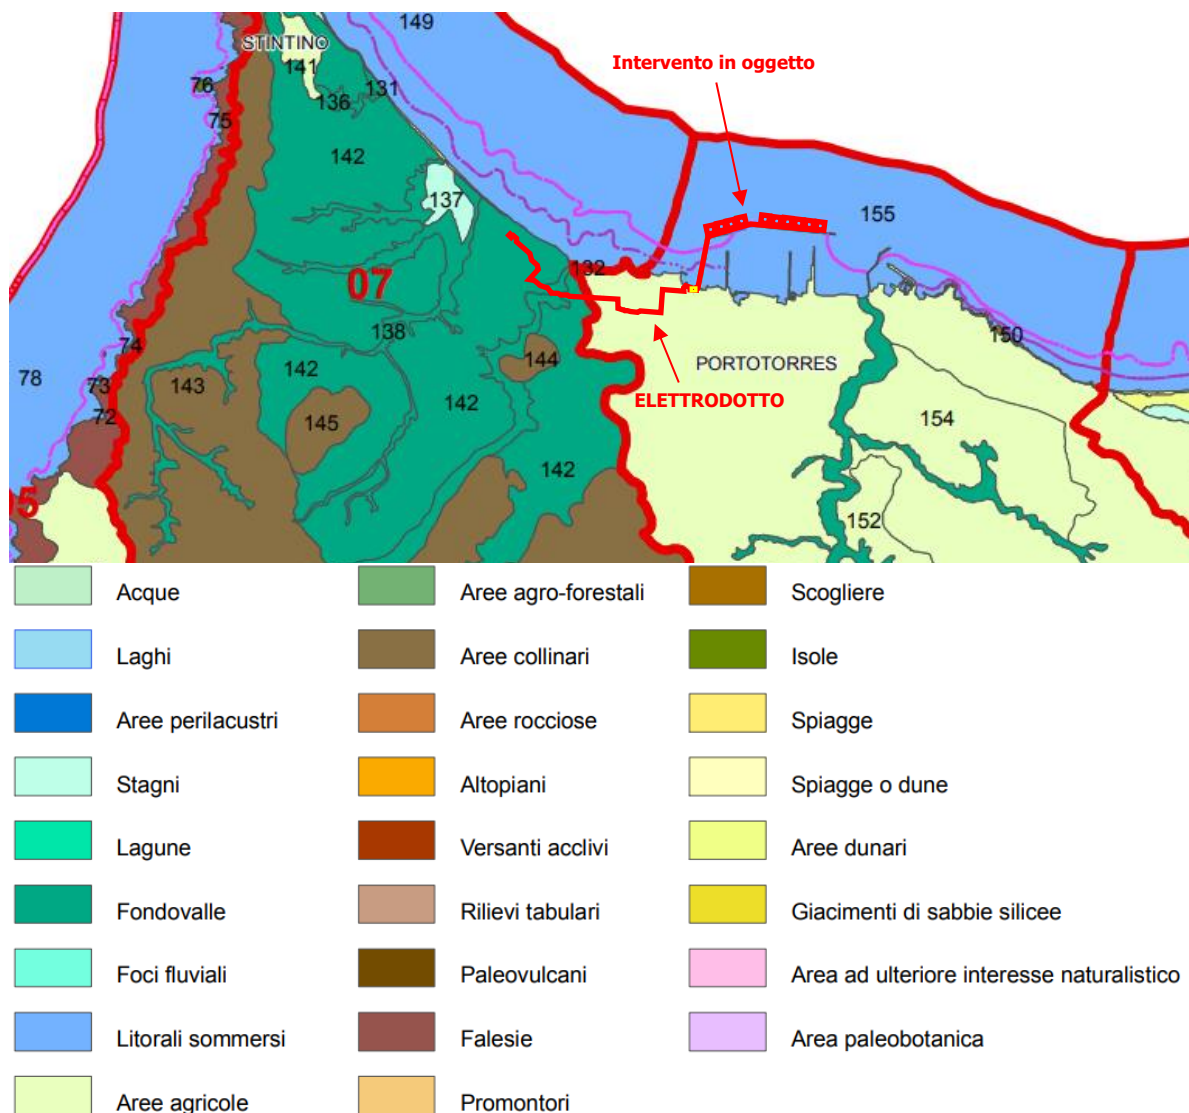 149
STINTINO
Intervento in oggetto
141
76
131
136
75
142
137
155
07
132
138
74
150
78
144
PORTOTORRES
142
73
143
142
ELETTRODOTTO
72
145
154
142
5
152
Acque
Aree agro-forestali
Scogliere
Laghi
Aree collinari
Isole
Aree perilacustri
Aree rocciose
Spiagge
Stagni
Altopiani
Spiagge o dune
Lagune
Versanti acclivi
Aree dunari
Fondovalle
Rilievi tabulari
Giacimenti di sabbie silicee
Foci fluviali
Paleovulcani
Area ad ulteriore interesse naturalistico
Litorali sommersi
Falesie
Area paleobotanica
Aree agricole
Promontori